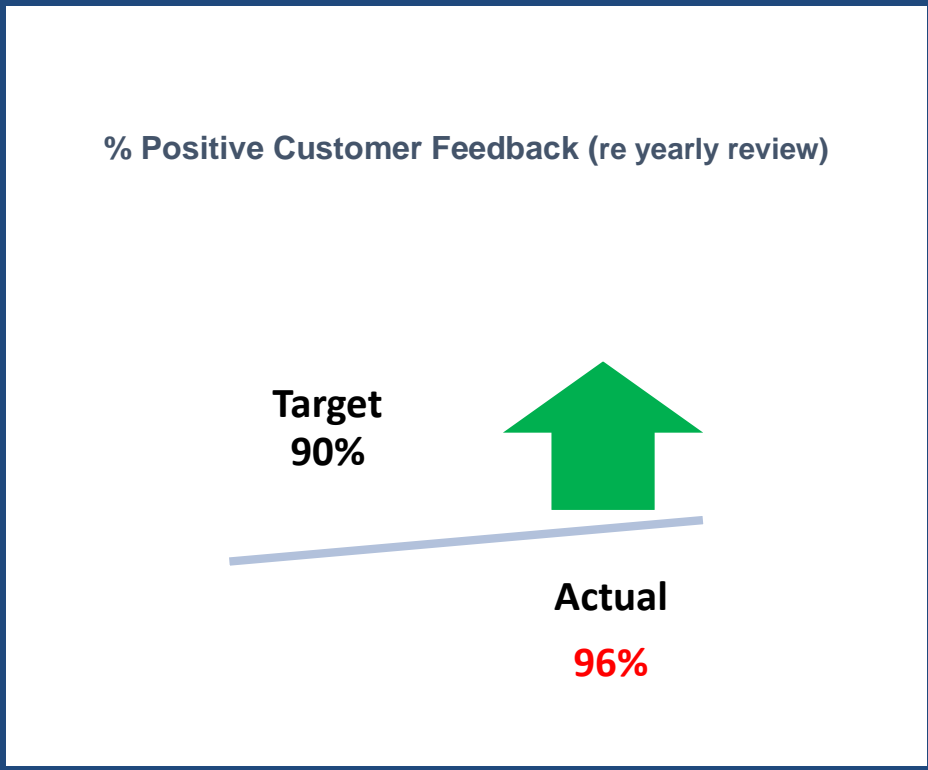 % Positive Customer Feedback (re yearly review)
Target
90%
Actual
96%